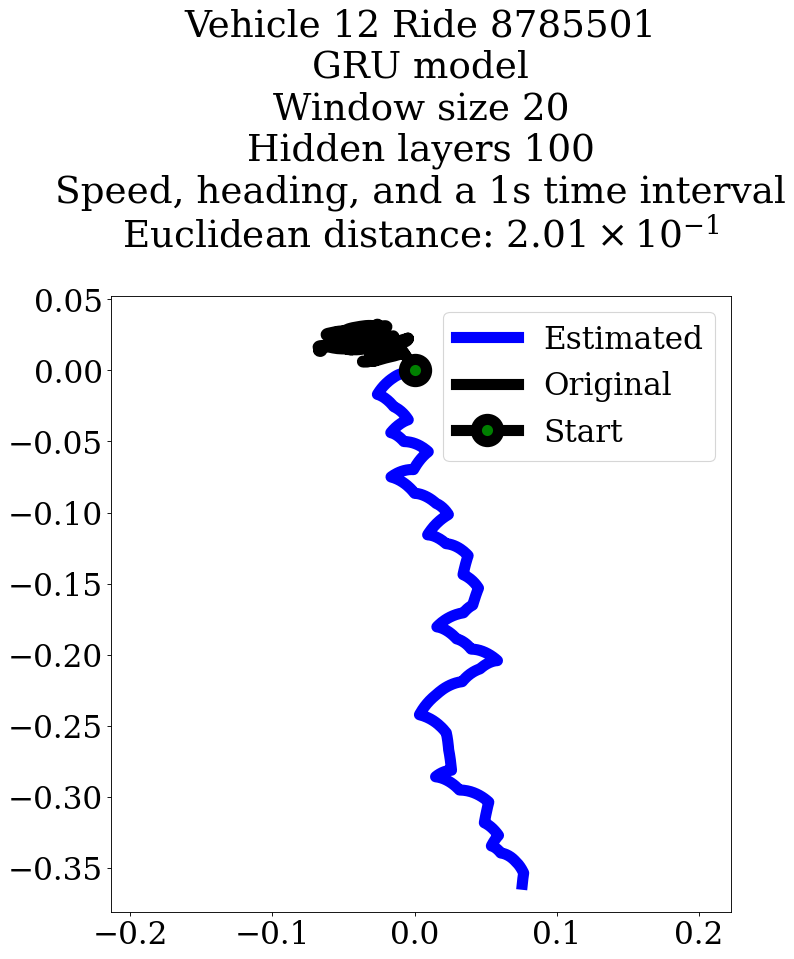 Vehicle 12 Ride 8785501
GRU model
Window size 20
Hidden layers 100
Speed, heading, and a 1s time interval
Euclidean distance: 2.01 × 10⁻¹
0.05
0.00
−0.05
−0.10
−0.15
−0.20
−0.25
−0.30
−0.35
Estimated
Original
Start
−0.2 −0.1 0.0 0.1 0.2